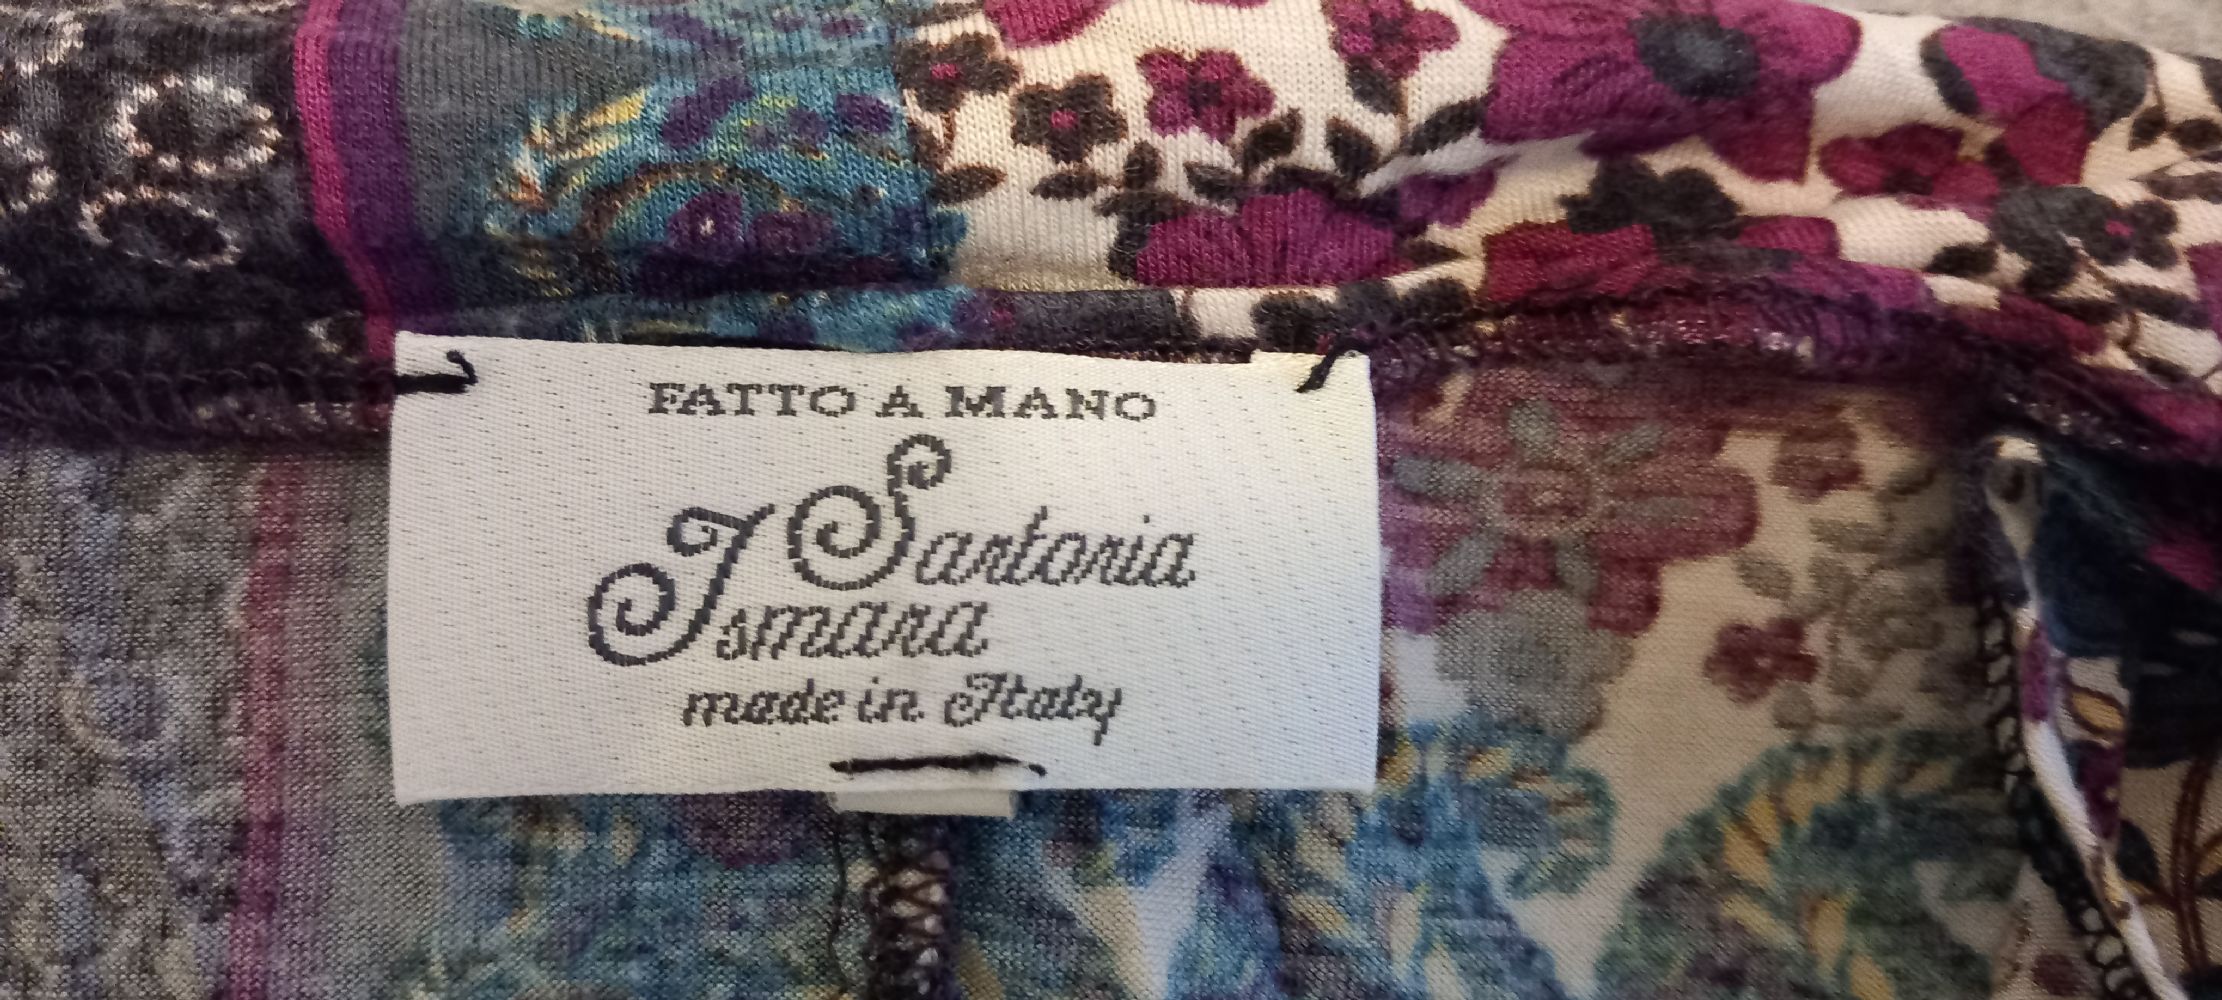 FATTO A MANO
Sartoria
Ismara
made in Italy